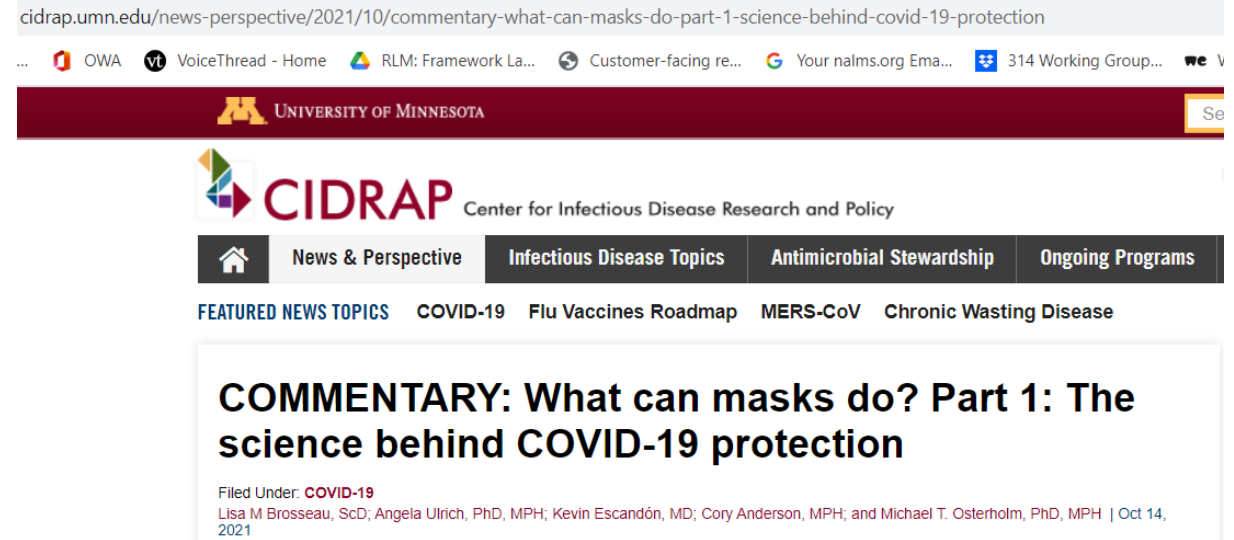 cidrap.umn.edu/news-perspective/2021/10/commentary-what-can-masks-do-part-1-science-behind-covid-19-protection
... OWA vt VoiceThread - Home RLM: Framework La... Customer-facing re... G Your nalms.org Ema... 314 Working Group... we
M UNIVERSITY OF MINNESOTA Se
CIDRAP Center for Infectious Disease Research and Policy
News & Perspective Infectious Disease Topics Antimicrobial Stewardship Ongoing Programs
FEATURED NEWS TOPICS COVID-19 Flu Vaccines Roadmap MERS-CoV Chronic Wasting Disease
COMMENTARY: What can masks do? Part 1: The
science behind COVID-19 protection
Filed Under: COVID-19
Lisa M Brosseau, ScD; Angela Ulrich, PhD, MPH; Kevin Escandón, MD; Cory Anderson, MPH; and Michael T. Osterholm, PhD, MPH | Oct 14,
2021